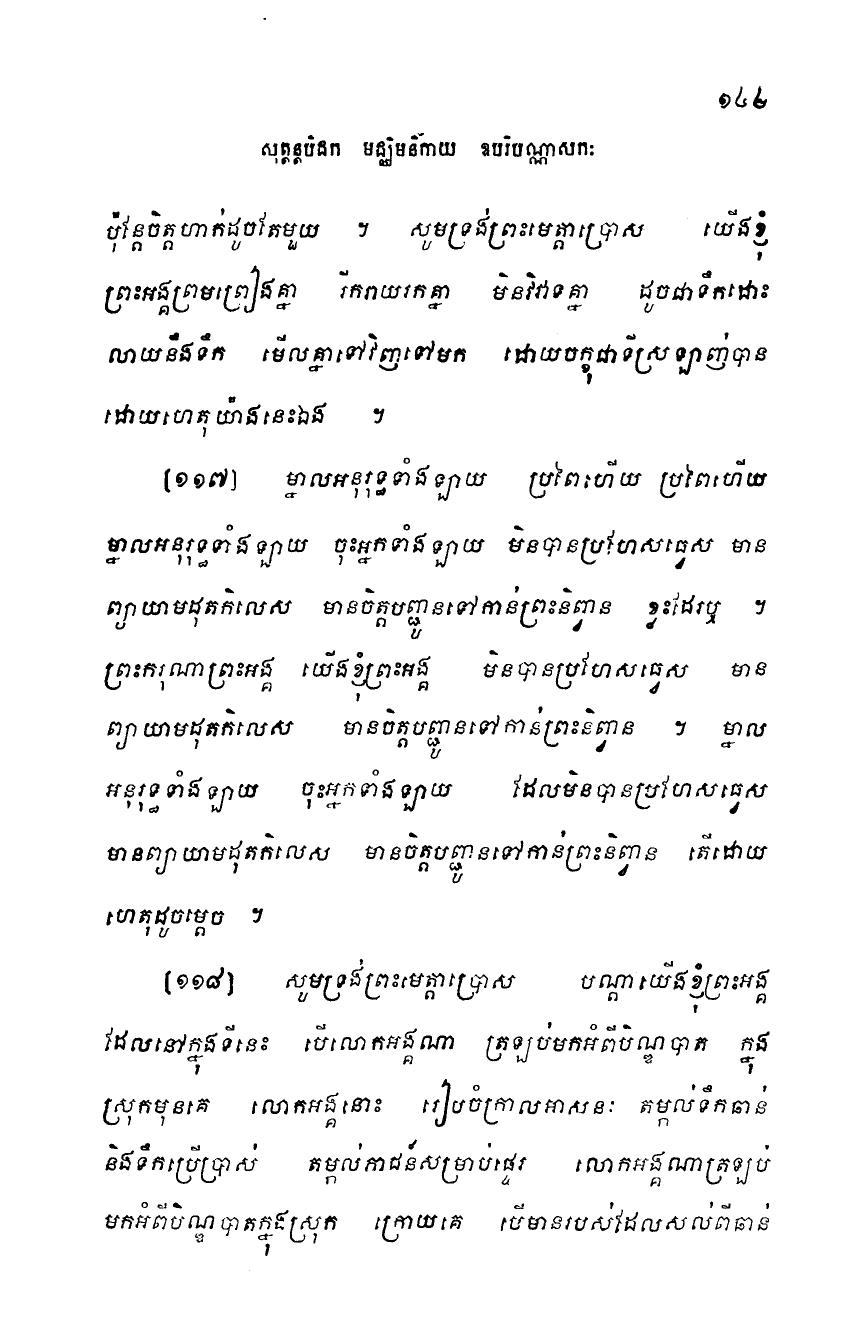 ១៤៤
សុត្តន្តបិដក មជ្ឈិមនិកាយ ឧបរិបណ្ណាសកៈ
ប៉ុន្តែចិត្តហាក់ដូចតែមួយ ។ សូមទ្រង់ព្រះមេត្តាប្រោស យើងខ្ញុំ
ព្រះអង្គព្រមព្រៀងគ្នា រីករាយរកគ្នា មិនវិវាទគ្នា ដូចជាទឹកដោះ
លាយនឹងទឹក មើលគ្នាទៅវិញទៅមក ដោយចក្ខុជាទីស្រឡាញ់បាន
ដោយហេតុយ៉ាងនេះឯង ។
[១១៧] ម្នាលអនុរុទ្ធទាំងឡាយ ប្រពៃហើយ ប្រពៃហើយ
ម្នាលអនុរុទ្ធទាំងឡាយ ចុះអ្នកទាំងឡាយ មិនបានប្រហែសធ្វេស មាន
ព្យាយាមដុតកិលេស មានចិត្តបញ្ជូនទៅកាន់ព្រះនិព្វាន ខ្លះដែរឬ ។
ព្រះករុណាព្រះអង្គ យើងខ្ញុំព្រះអង្គ មិនបានប្រហែសធ្វេស មាន
ព្យាយាមដុតកិលេស មានចិត្តបញ្ជូនទៅកាន់ព្រះនិព្វាន ។ ម្នាល
អនុរុទ្ធទាំងឡាយ ចុះអ្នកទាំងឡាយ ដែលមិនបានប្រហែសធ្វេស
មានព្យាយាមដុតកិលេស មានចិត្តបញ្ជូនទៅកាន់ព្រះនិព្វាន តើដោយ
ហេតុដូចម្តេច ។
[១១៨] សូមទ្រង់ព្រះមេត្តាប្រោស បណ្តាយើងខ្ញុំព្រះអង្គ
ដែលនៅក្នុងទីនេះ បើលោកអង្គណា ត្រឡប់មកអំពីបិណ្ឌបាត ក្នុង
ស្រុកមុនគេ លោកអង្គនោះ រៀបចំក្រាលអាសនៈ តម្កល់ទឹកឆាន់
និងទឹកប្រើប្រាស់ តម្កល់ភាជន៍សម្រាប់ផ្ទេរ លោកអង្គណាត្រឡប់
មកអំពីបិណ្ឌបាតក្នុងស្រុក ក្រោយគេ បើមានរបស់ដែលសល់ពីឆាន់